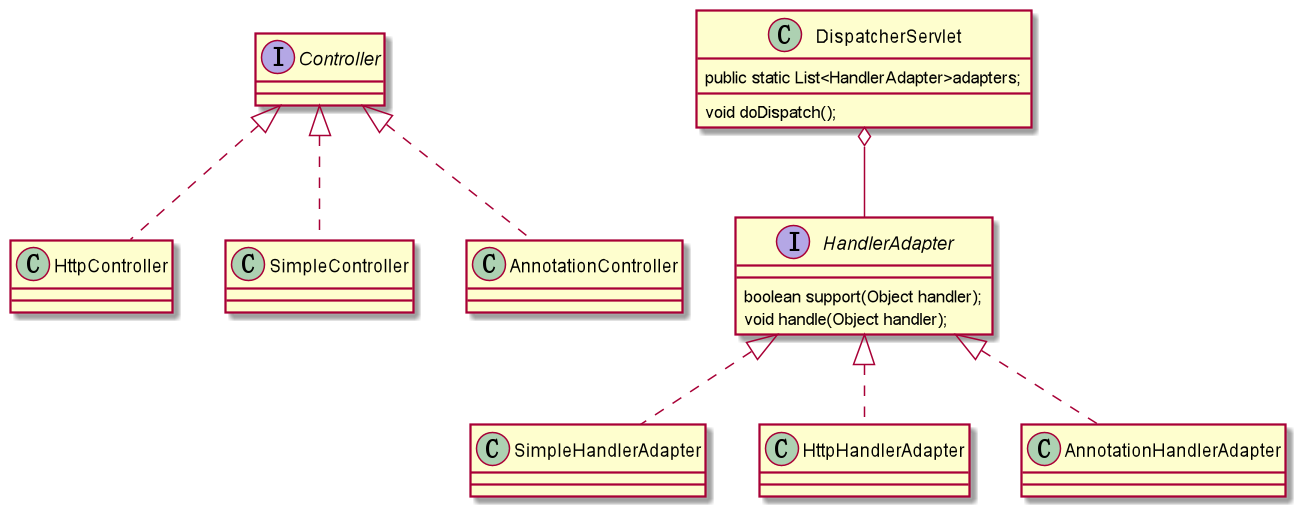 I Controller
C HttpController
C SimpleController
C AnnotationController
C DispatcherServlet
public static List<HandlerAdapter>adapters;
void doDispatch();
I HandlerAdapter
boolean support(Object handler);
void handle(Object handler);
C SimpleHandlerAdapter
C HttpHandlerAdapter
C AnnotationHandlerAdapter